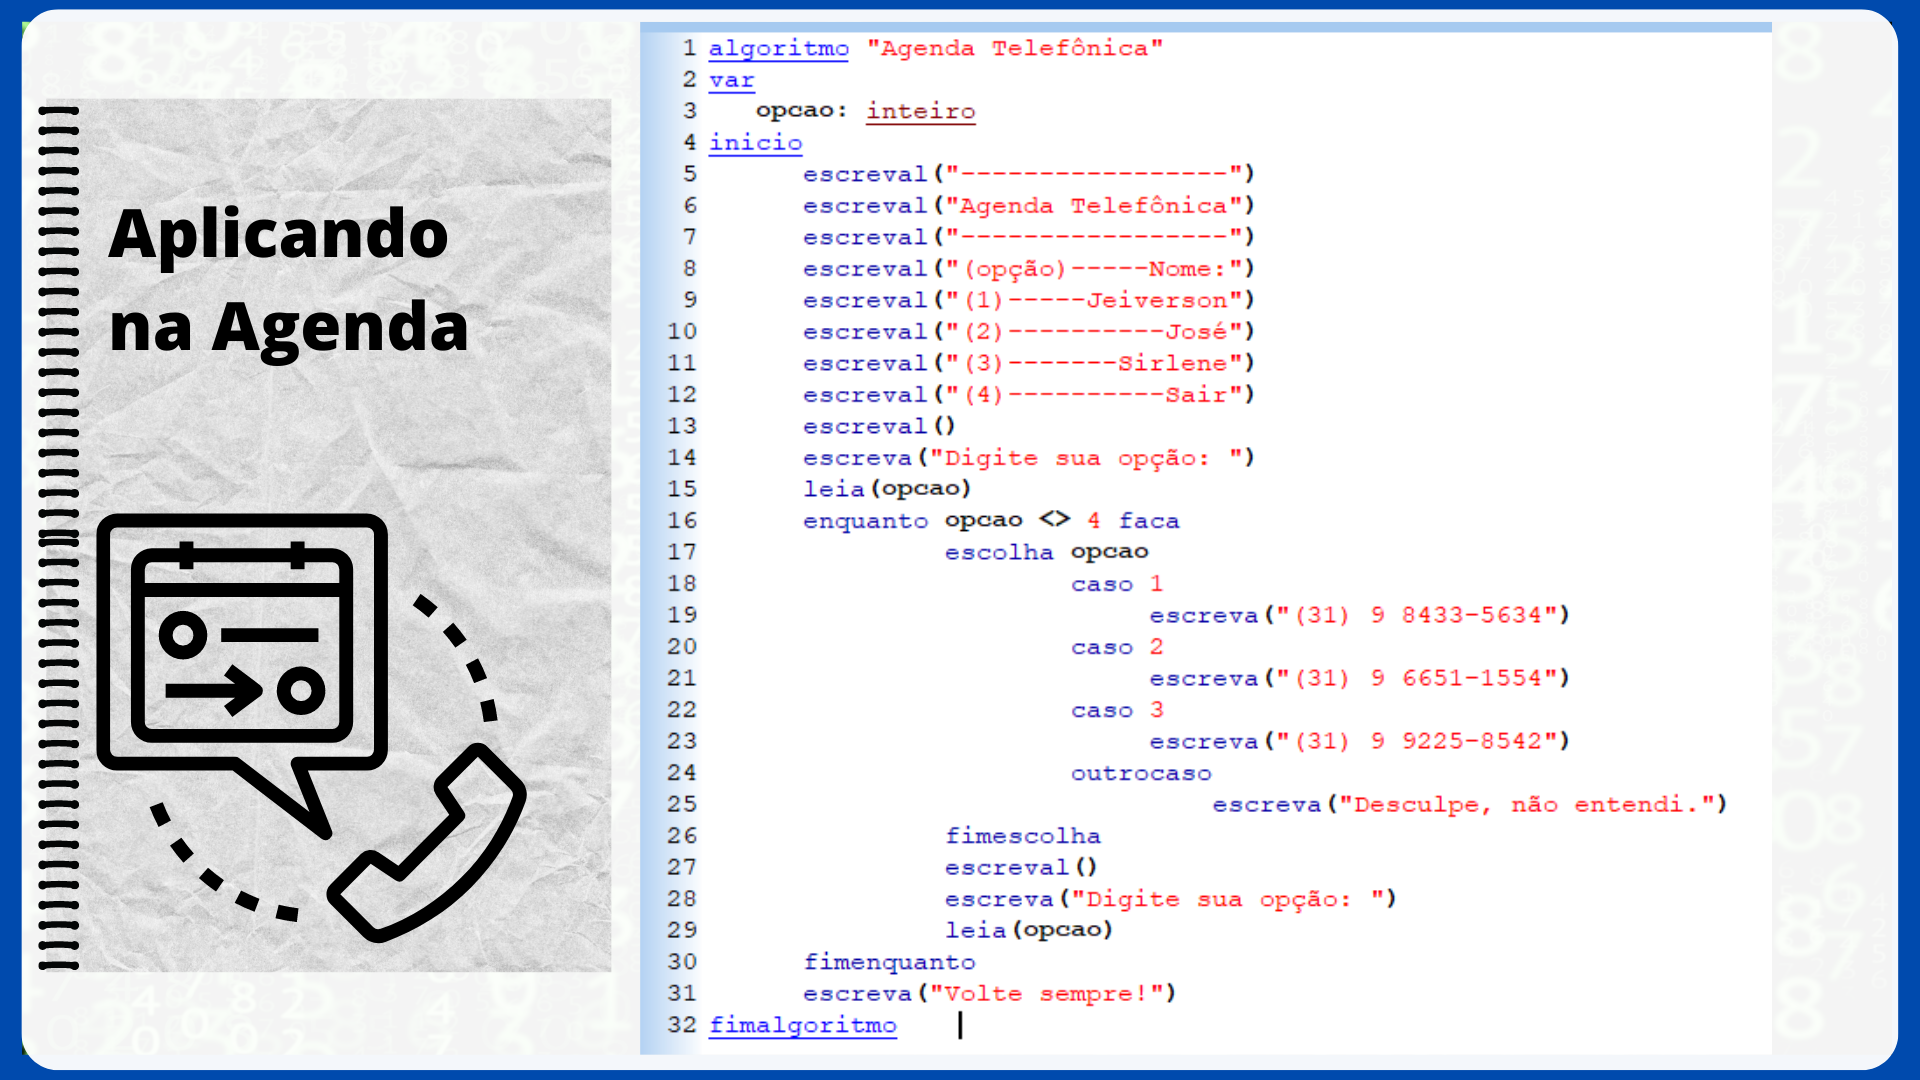 Aplicando
na Agenda
1 algoritmo "Agenda Telefônica"
2 var
3 opcao: inteiro
4 inicio
5 escreval("-----------------")
6 escreval("Agenda Telefônica")
7 escreval("-----------------")
8 escreval("(opção)-----Nome:")
9 escreval("(1)-----Jeiverson")
10 escreval("(2)----------José")
11 escreval("(3)-------Sirlene")
12 escreval("(4)----------Sair")
13 escreval()
14 escreva("Digite sua opção: ")
15 leia(opcao)
16 enquanto opcao <> 4 faca
17 escolha opcao
18 caso 1
19 escreva("(31) 9 8433-5634")
20 caso 2
21 escreva("(31) 9 6651-1554")
22 caso 3
23 escreva("(31) 9 9225-8542")
24 outrocaso
25 escreva("Desculpe, não entendi.")
26 fimescolha
27 escreval()
28 escreva("Digite sua opção: ")
29 leia(opcao)
30 fimenquanto
31 escreva("Volte sempre!")
32 fimalgoritmo